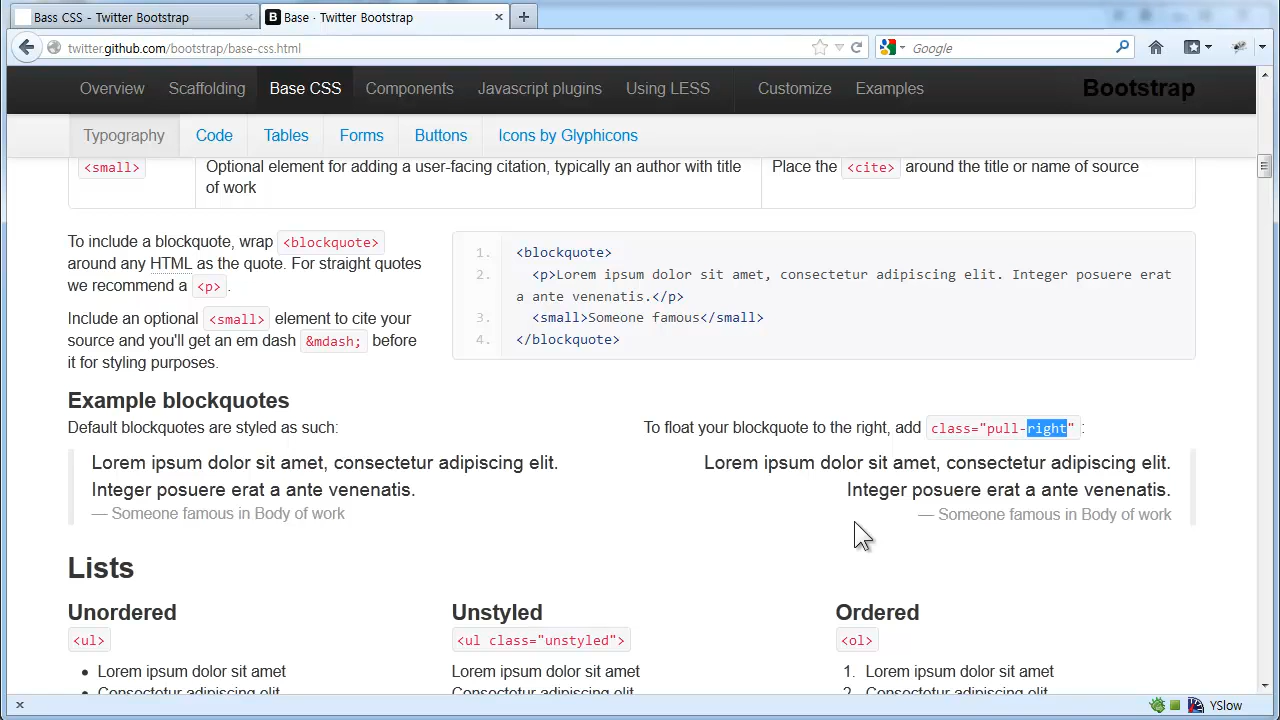 Bass CSS - Twitter Bootstrap
Base · Twitter Bootstrap
twitter.github.com/bootstrap/base-css.html
Google
Overview Scaffolding Base CSS Components Javascript plugins Using LESS Customize Examples Bootstrap
Typography Code Tables Forms Buttons Icons by Glyphicons
<small>
Optional element for adding a user-facing citation, typically an author with title
of work
Place the <cite> around the title or name of source
To include a blockquote, wrap <blockquote>
around any HTML as the quote. For straight quotes
we recommend a <p>.
Include an optional <small> element to cite your
source and you'll get an em dash &mdash; before
it for styling purposes.
1. <blockquote>
2. <p>Lorem ipsum dolor sit amet, consectetur adipiscing elit. Integer posuere erat
a ante venenatis.</p>
3. <small>Someone famous</small>
4. </blockquote>
Example blockquotes
Default blockquotes are styled as such:
Lorem ipsum dolor sit amet, consectetur adipiscing elit.
Integer posuere erat a ante venenatis.
— Someone famous in Body of work
To float your blockquote to the right, add class="pull-right":
Lorem ipsum dolor sit amet, consectetur adipiscing elit.
Integer posuere erat a ante venenatis.
— Someone famous in Body of work
Lists
Unordered
<ul>
• Lorem ipsum dolor sit amet
• Consectetur adipiscing elit
Unstyled
<ul class="unstyled">
Lorem ipsum dolor sit amet
Consectetur adipiscing elit
Ordered
<ol>
1. Lorem ipsum dolor sit amet
2. Consectetur adipiscing elit
YSlow